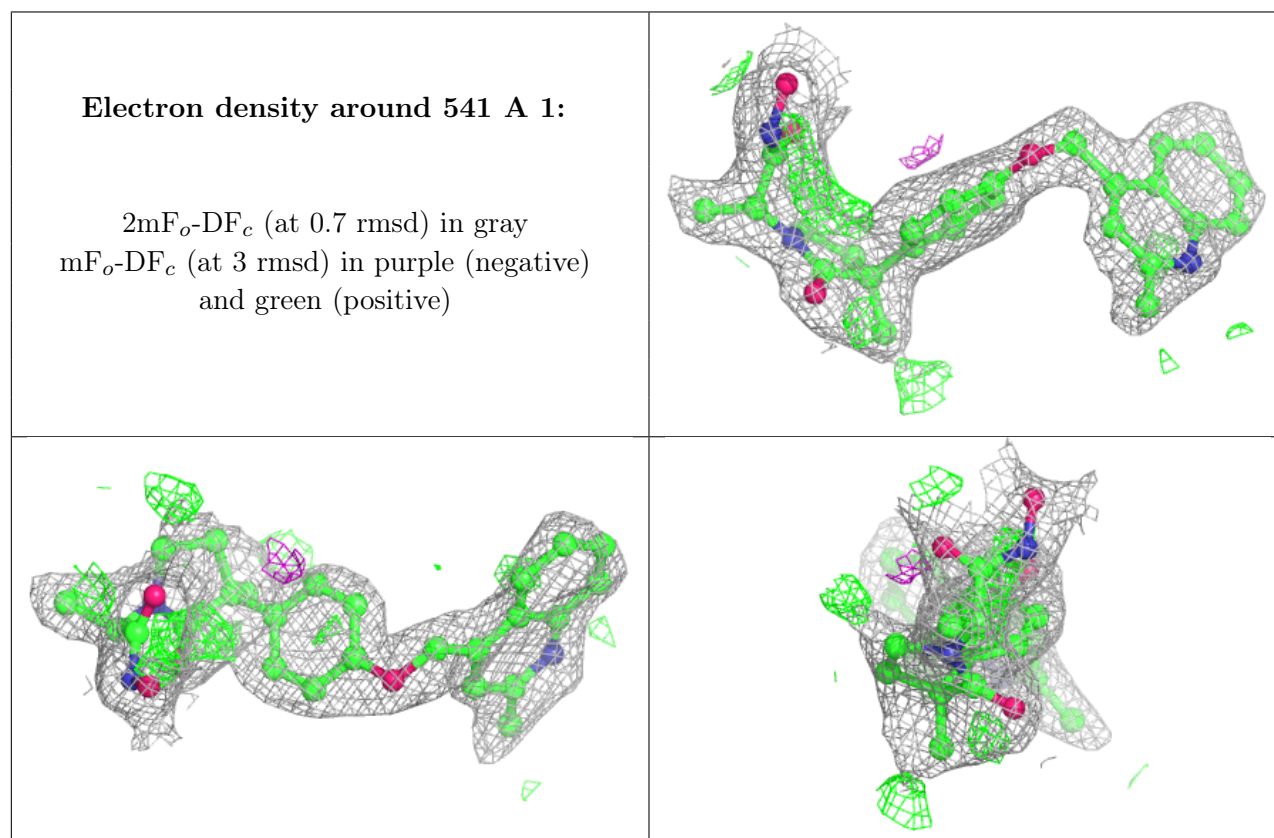 Electron density around 541 A 1:
2mFₒ-DF𝒸 (at 0.7 rmsd) in gray
mFₒ-DF𝒸 (at 3 rmsd) in purple (negative)
and green (positive)